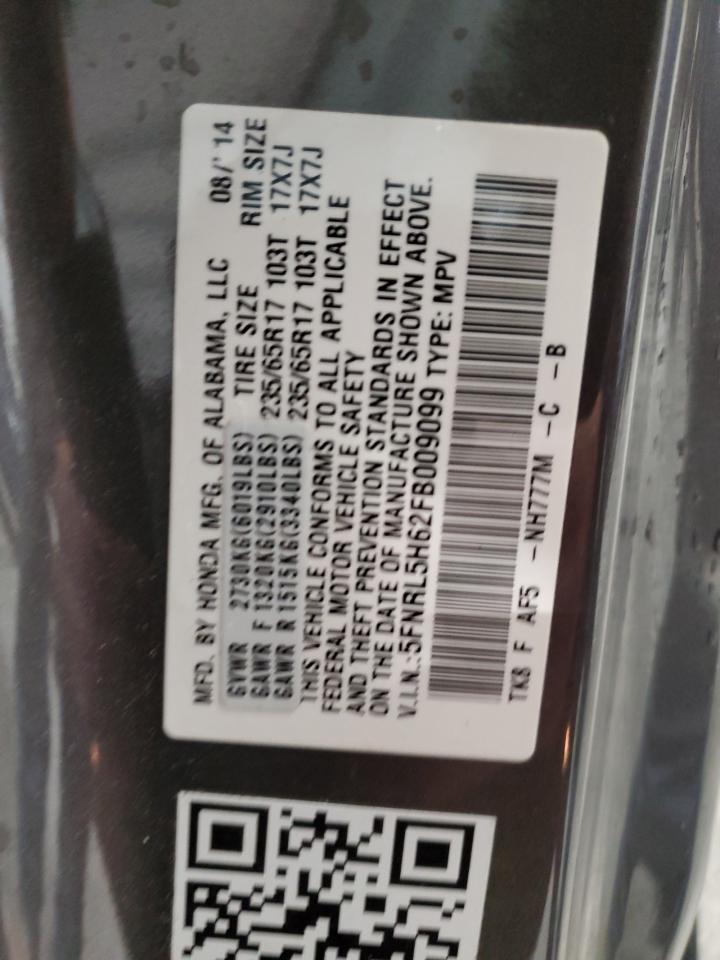 MFD. BY HONDA MFG. OF ALABAMA, LLC 08/'14
GVWR 2730KG(6019LBS) TIRE SIZE RIM SIZE
GAWR F 1320KG(2910LBS) 235/65R17 103T 17X7J
GAWR R 1515KG(3340LBS) 235/65R17 103T 17X7J
THIS VEHICLE CONFORMS TO ALL APPLICABLE
FEDERAL MOTOR VEHICLE SAFETY
AND THEFT PREVENTION STANDARDS IN EFFECT
ON THE DATE OF MANUFACTURE SHOWN ABOVE.
V.I.N.:5FNRL5H62FB009099 TYPE: MPV
TK8 F AF5 -NH777M -C -B